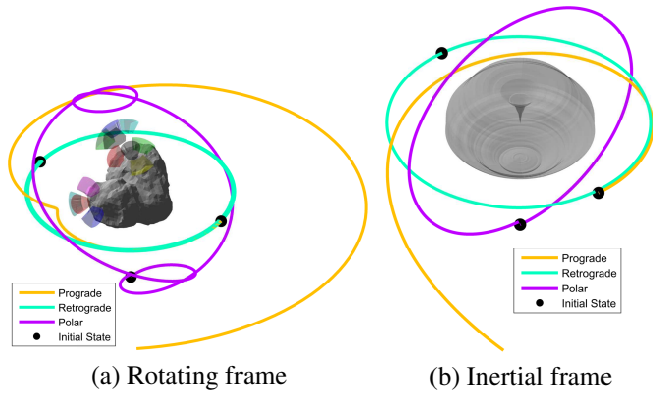 Prograde
Retrograde
Polar
Initial State
(a) Rotating frame
Prograde
Retrograde
Polar
Initial State
(b) Inertial frame